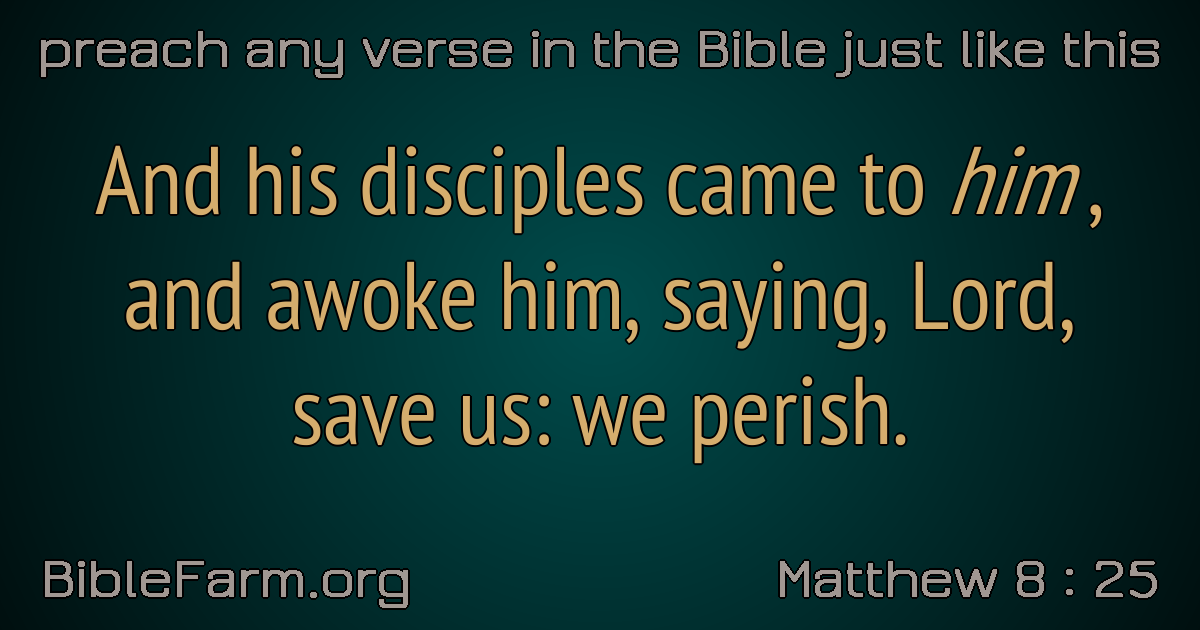 preach any verse in the Bible just like this
And his disciples came to him,
and awoke him, saying, Lord,
save us: we perish.
BibleFarm.org
Matthew 8 : 25